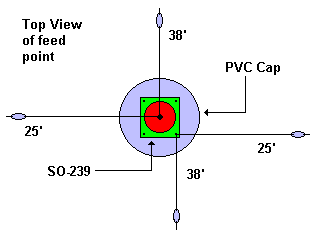 Top View
of feed
point
38'
PVC Cap
25'
25'
SO-239
38'